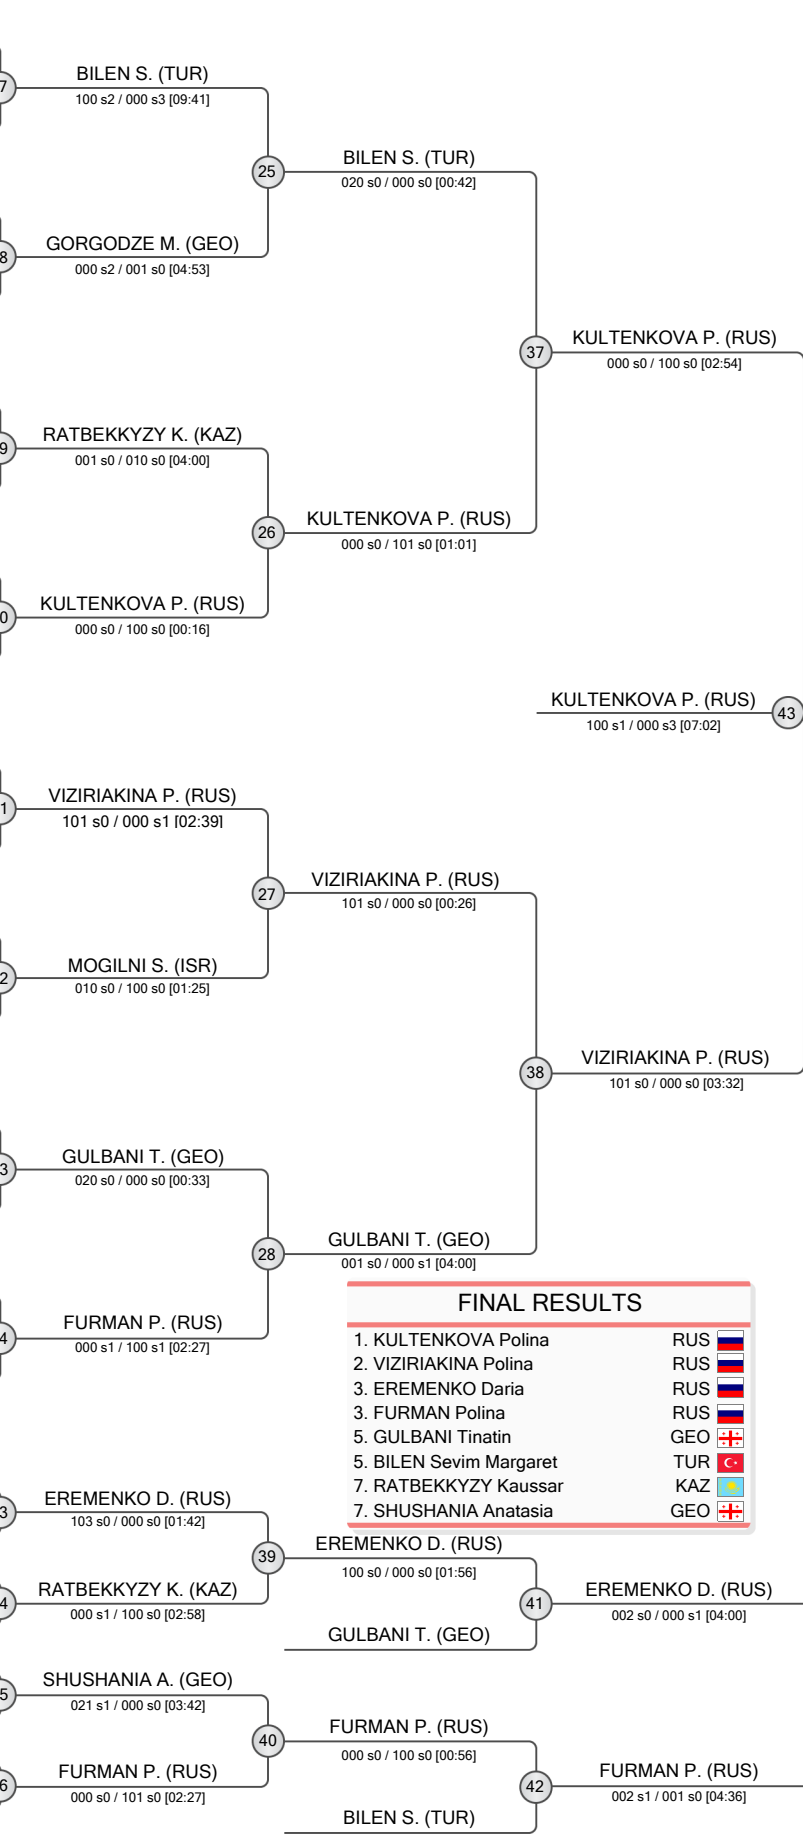 7
BILEN S. (TUR)
100 s2 / 000 s3 [09:41]
25
BILEN S. (TUR)
020 s0 / 000 s0 [00:42]
8
GORGODZE M. (GEO)
000 s2 / 001 s0 [04:53]
37
KULTENKOVA P. (RUS)
000 s0 / 100 s0 [02:54]
9
RATBEKKYZY K. (KAZ)
001 s0 / 010 s0 [04:00]
26
KULTENKOVA P. (RUS)
000 s0 / 101 s0 [01:01]
0
KULTENKOVA P. (RUS)
000 s0 / 100 s0 [00:16]
KULTENKOVA P. (RUS)
100 s1 / 000 s3 [07:02]
43
1
VIZIRIAKINA P. (RUS)
101 s0 / 000 s1 [02:39]
27
VIZIRIAKINA P. (RUS)
101 s0 / 000 s0 [00:26]
2
MOGILNI S. (ISR)
010 s0 / 100 s0 [01:25]
38
VIZIRIAKINA P. (RUS)
101 s0 / 000 s0 [03:32]
3
GULBANI T. (GEO)
020 s0 / 000 s0 [00:33]
28
GULBANI T. (GEO)
001 s0 / 000 s1 [04:00]
4
FURMAN P. (RUS)
000 s1 / 100 s1 [02:27]
FINAL RESULTS
1. KULTENKOVA Polina RUS
2. VIZIRIAKINA Polina RUS
3. EREMENKO Daria RUS
3. FURMAN Polina RUS
5. GULBANI Tinatin GEO
5. BILEN Sevim Margaret TUR
7. RATBEKKYZY Kaussar KAZ
7. SHUSHANIA Anatasia GEO
3
EREMENKO D. (RUS)
103 s0 / 000 s0 [01:42]
39
EREMENKO D. (RUS)
100 s0 / 000 s0 [01:56]
4
RATBEKKYZY K. (KAZ)
000 s1 / 100 s0 [02:58]
41
EREMENKO D. (RUS)
002 s0 / 000 s1 [04:00]
GULBANI T. (GEO)
5
SHUSHANIA A. (GEO)
021 s1 / 000 s0 [03:42]
40
FURMAN P. (RUS)
000 s0 / 100 s0 [00:56]
6
FURMAN P. (RUS)
000 s0 / 101 s0 [02:27]
42
FURMAN P. (RUS)
002 s1 / 001 s0 [04:36]
BILEN S. (TUR)